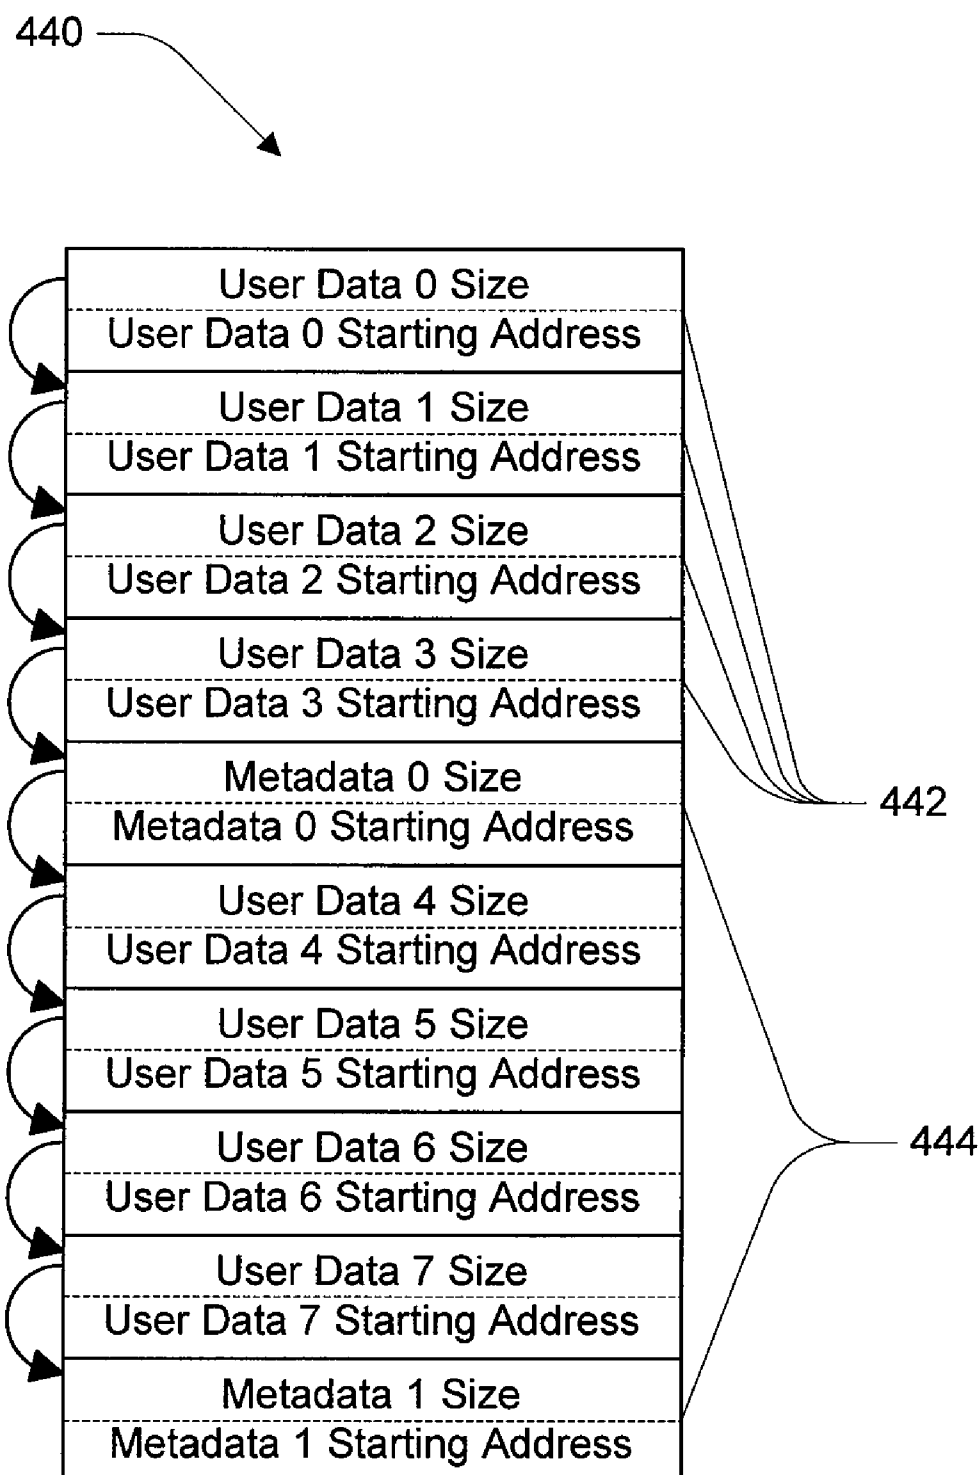 440
User Data 0 Size
User Data 0 Starting Address
User Data 1 Size
User Data 1 Starting Address
User Data 2 Size
User Data 2 Starting Address
User Data 3 Size
User Data 3 Starting Address
Metadata 0 Size
442
Metadata 0 Starting Address
User Data 4 Size
User Data 4 Starting Address
User Data 5 Size
User Data 5 Starting Address
User Data 6 Size
444
User Data 6 Starting Address
User Data 7 Size
User Data 7 Starting Address
Metadata 1 Size
Metadata 1 Starting Address